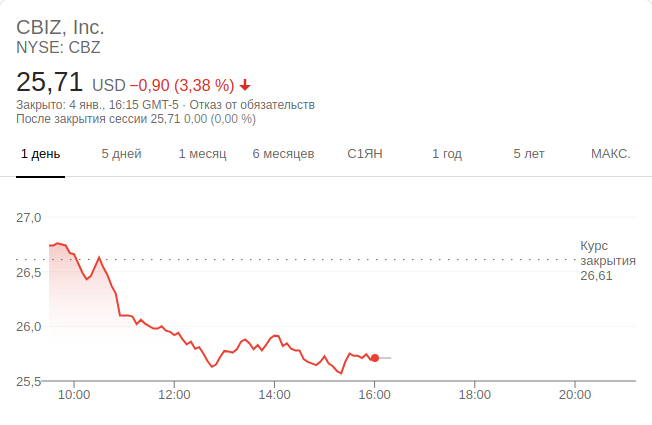 CBIZ, Inc.
NYSE: CBZ
25,71 USD −0,90 (3,38 %)
Закрыто: 4 янв., 16:15 GMT-5 · Отказ от обязательств
После закрытия сессии 25,71 0,00 (0,00 %)
1 день 5 дней 1 месяц 6 месяцев С1ЯН 1 год 5 лет МАКС.
27,0
Курс
закрытия
26,61
26,5
26,0
25,5
10:00 12:00 14:00 16:00 18:00 20:00